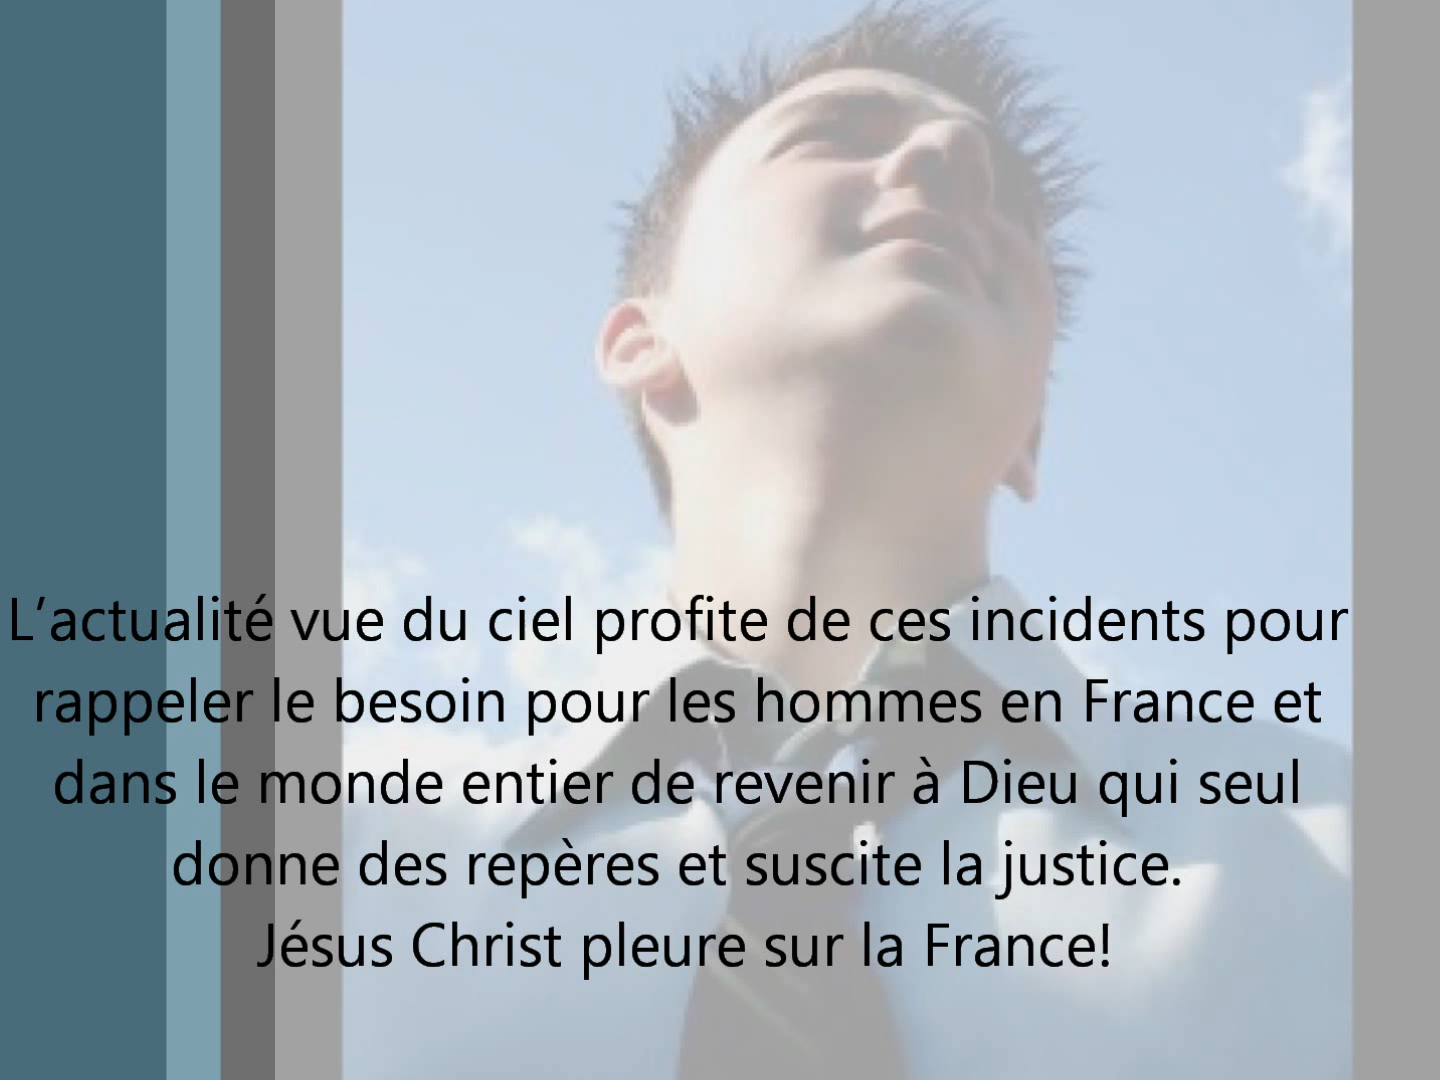 L’actualité vue du ciel profite de ces incidents pour
rappeler le besoin pour les hommes en France et
dans le monde entier de revenir à Dieu qui seul
donne des repères et suscite la justice.
Jésus Christ pleure sur la France!